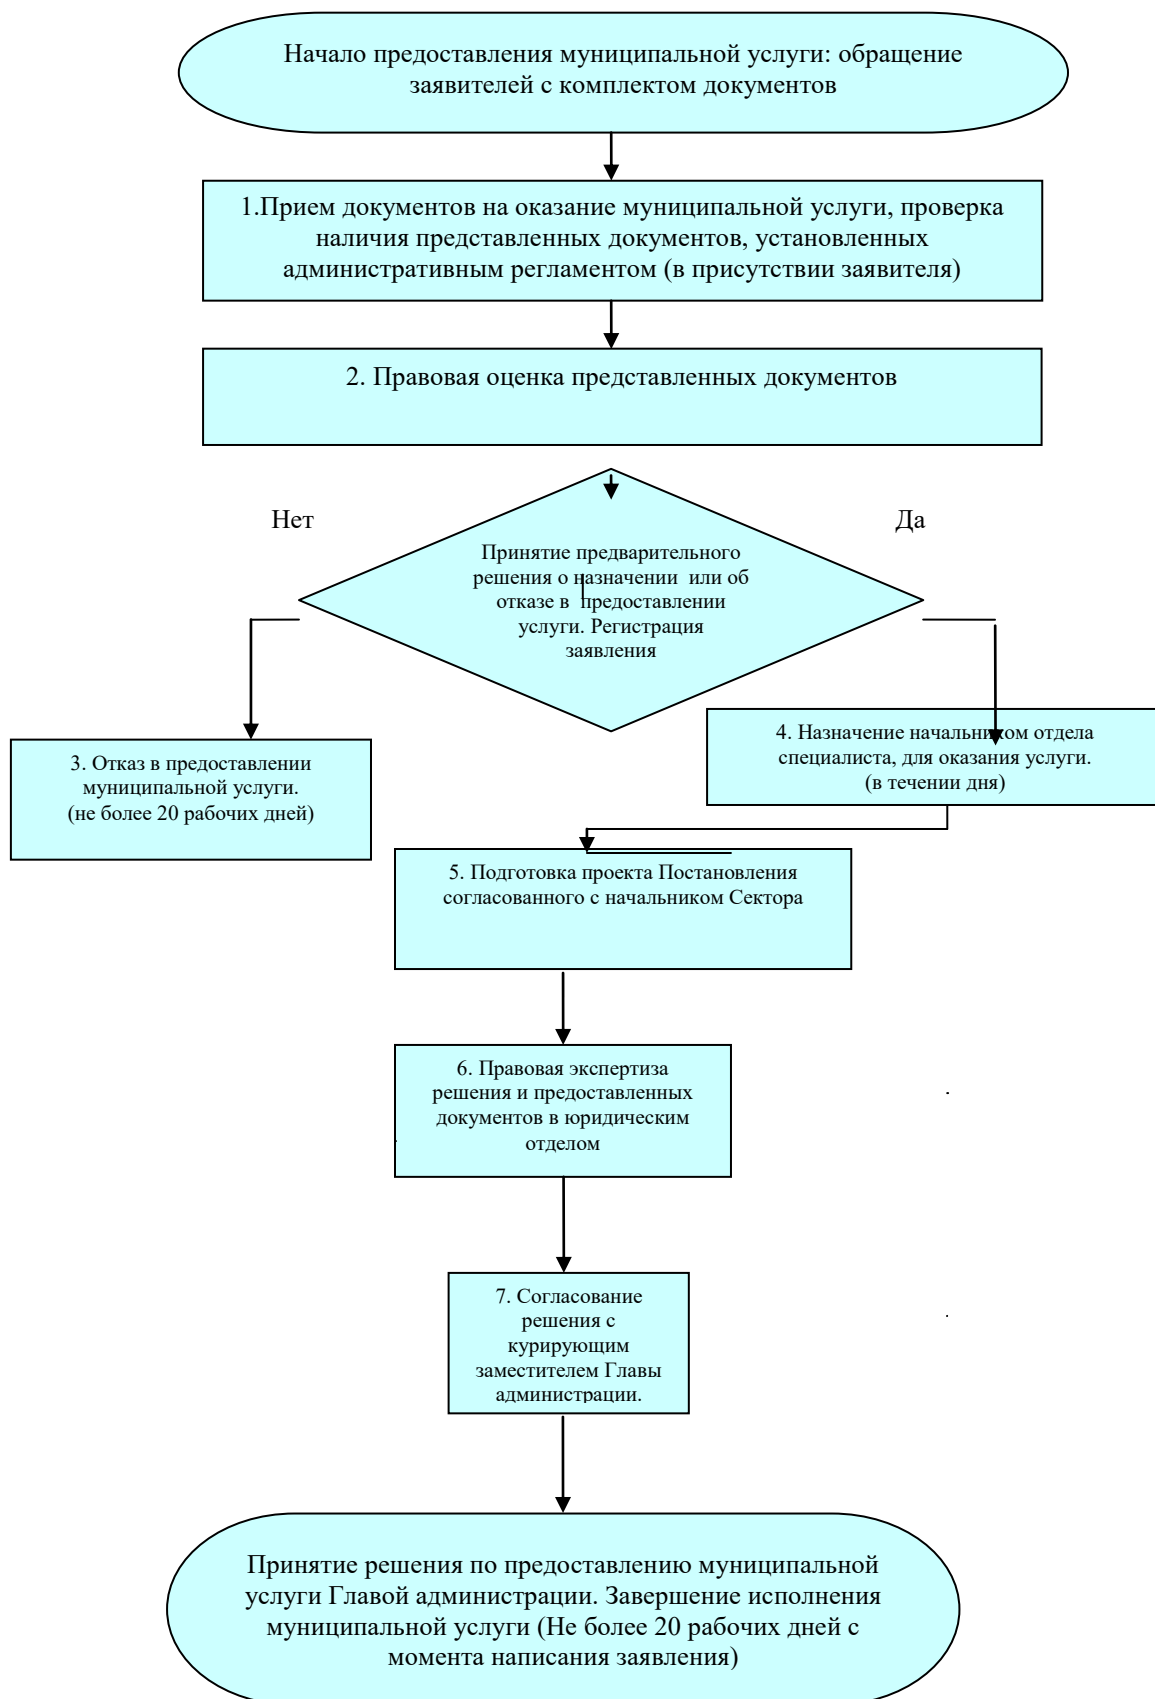 Начало предоставления муниципальной услуги: обращение
заявителей с комплектом документов
1.Прием документов на оказание муниципальной услуги, проверка
наличия представленных документов, установленных
административным регламентом (в присутствии заявителя)
2. Правовая оценка представленных документов
Нет
Да
Принятие предварительного
решения о назначении или об
отказе в предоставлении
услуги. Регистрация
заявления
4. Назначение начальником отдела
специалиста, для оказания услуги.
(в течении дня)
3. Отказ в предоставлении
муниципальной услуги.
(не более 20 рабочих дней)
5. Подготовка проекта Постановления
согласованного с начальником Сектора
6. Правовая экспертиза
решения и предоставленных
документов в юридическим
отделом
7. Согласование
решения с
курирующим
заместителем Главы
администрации.
Принятие решения по предоставлению муниципальной
услуги Главой администрации. Завершение исполнения
муниципальной услуги (Не более 20 рабочих дней с
момента написания заявления)